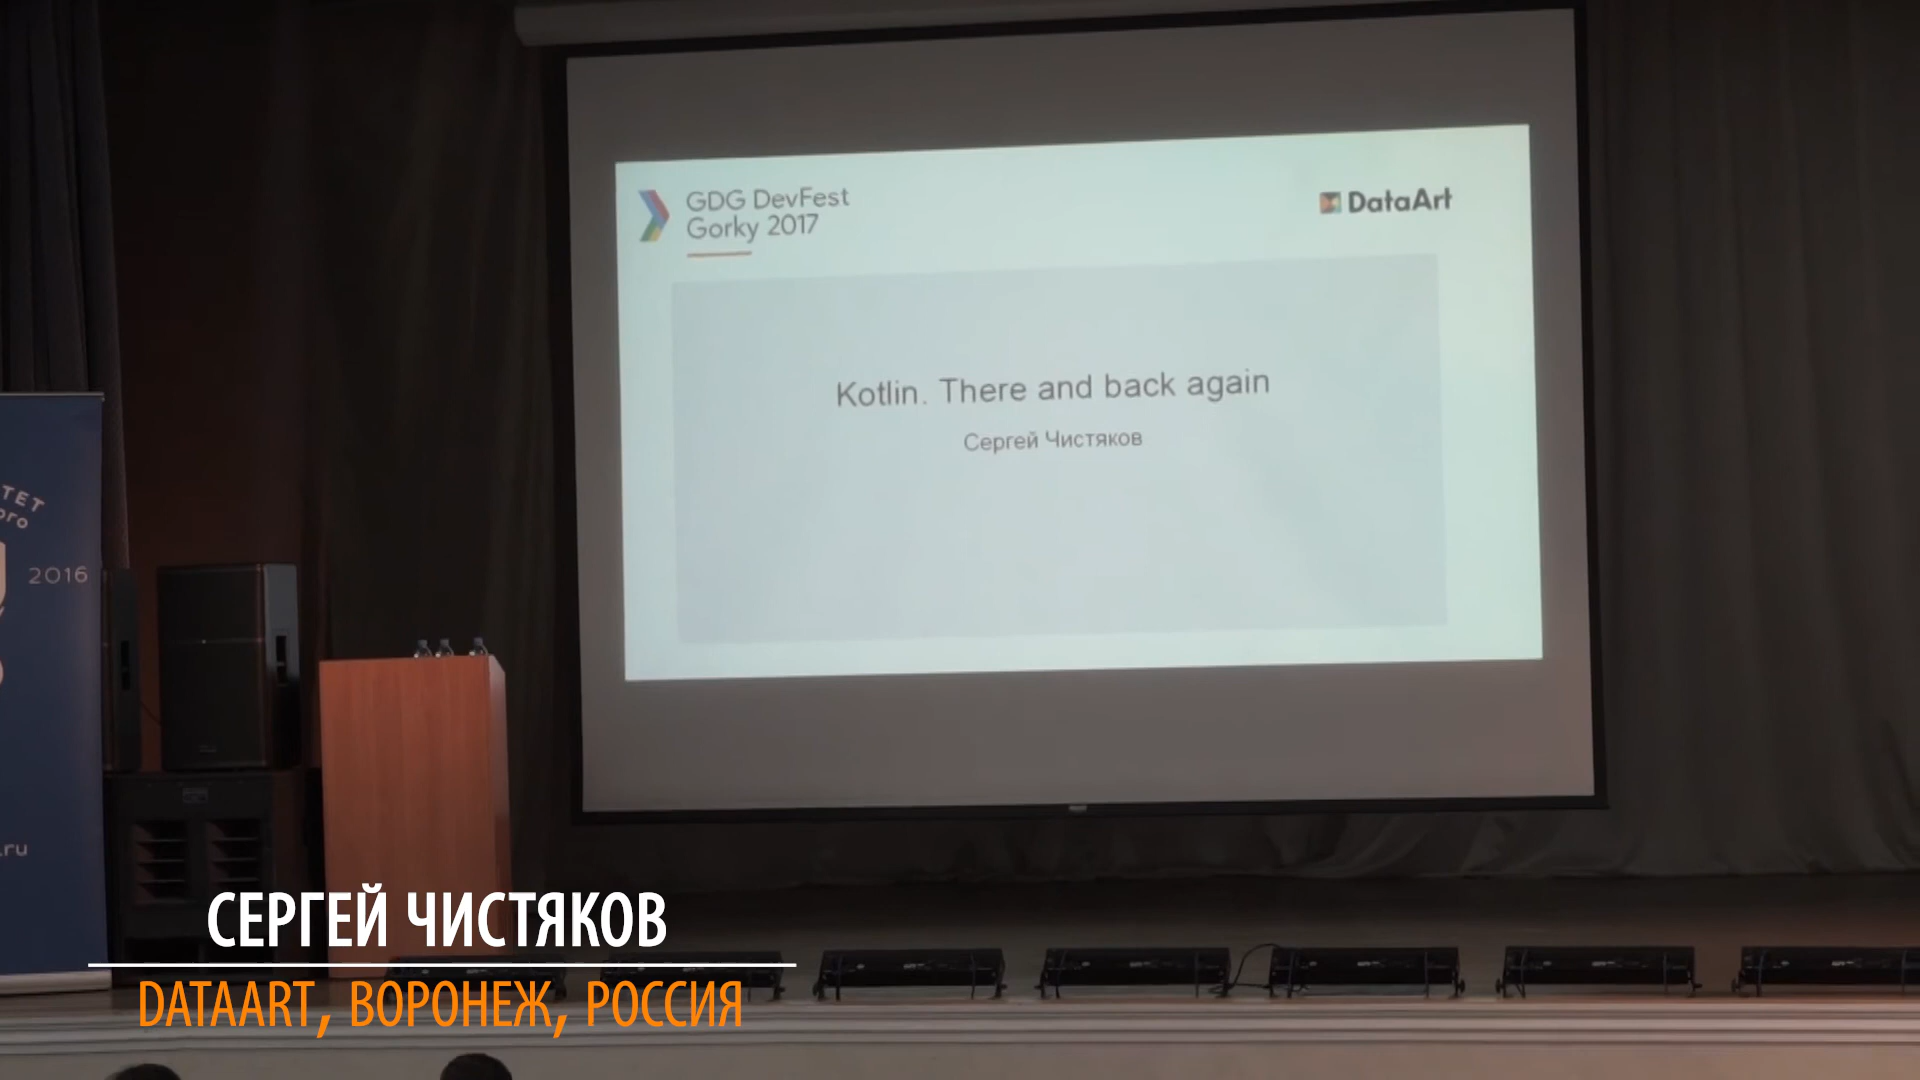 GDG DevFest
Gorky 2017
DataArt
Kotlin. There and back again
Сергей Чистяков
2016
.ru
СЕРГЕЙ ЧИСТЯКОВ
DATAART, ВОРОНЕЖ, РОССИЯ